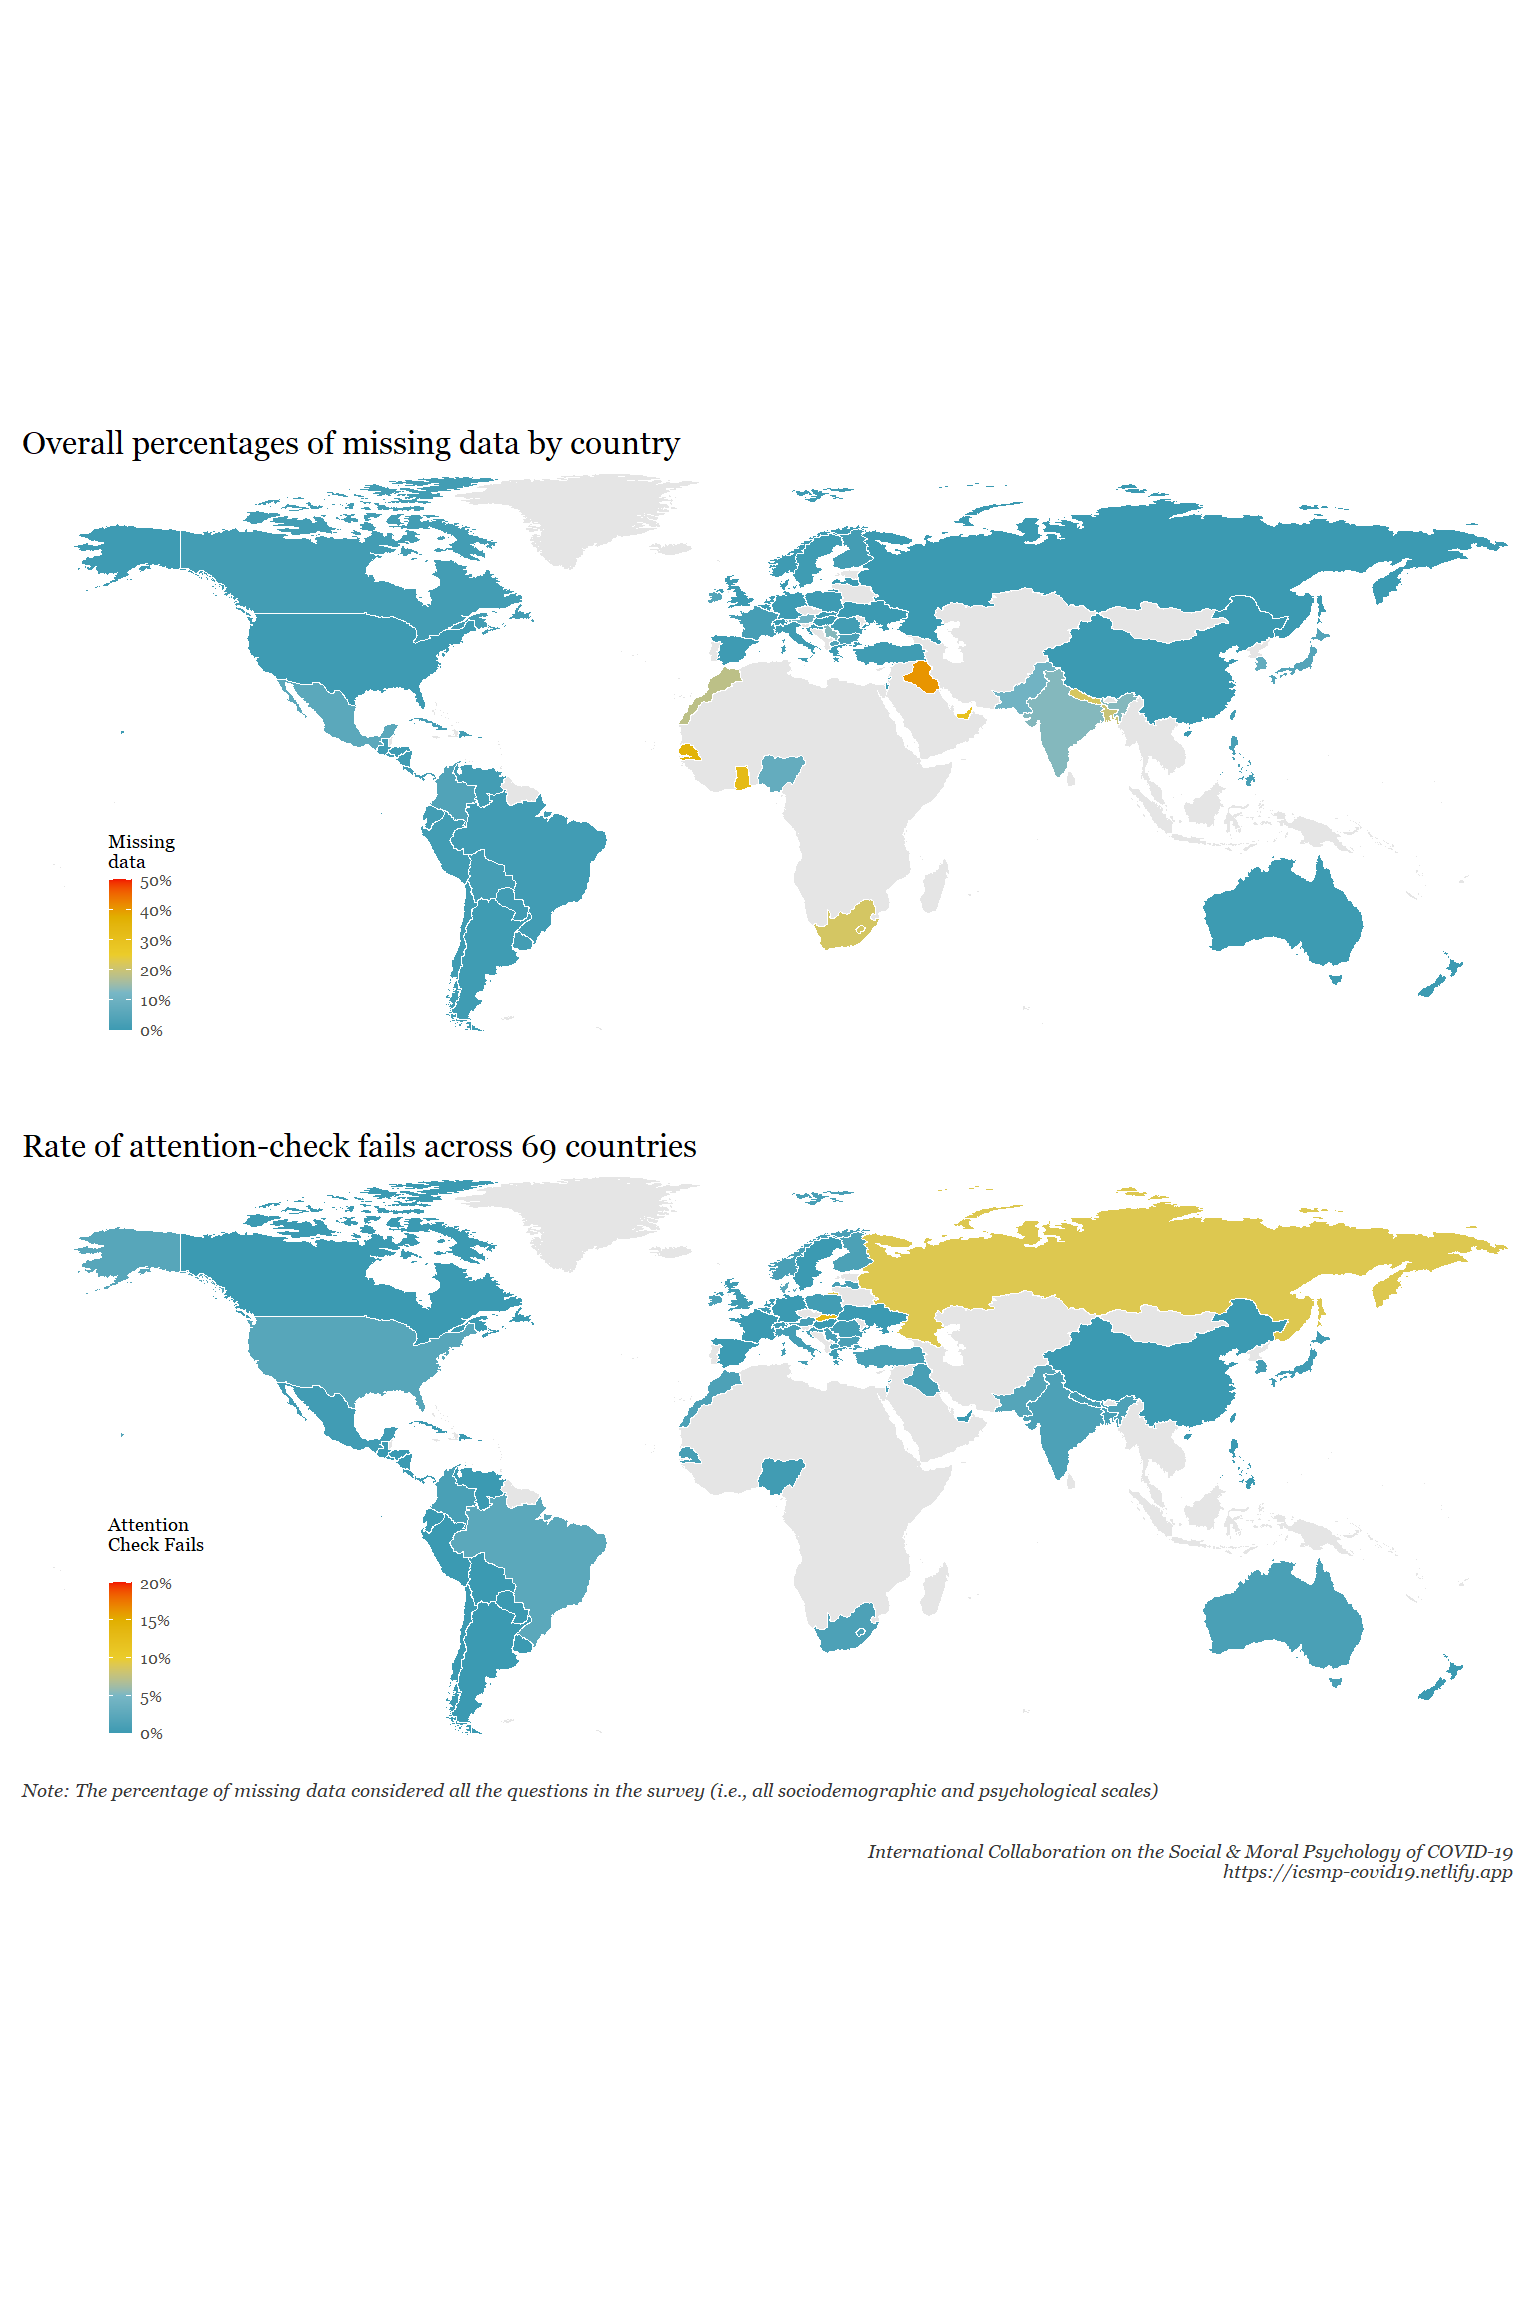 Overall percentages of missing data by country
Missing
data
50%
40%
30%
20%
10%
0%
Rate of attention-check fails across 69 countries
Attention
Check Fails
20%
15%
10%
5%
0%
Note: The percentage of missing data considered all the questions in the survey (i.e., all sociodemographic and psychological scales)
International Collaboration on the Social & Moral Psychology of COVID-19
https://icsmp-covid19.netlify.app